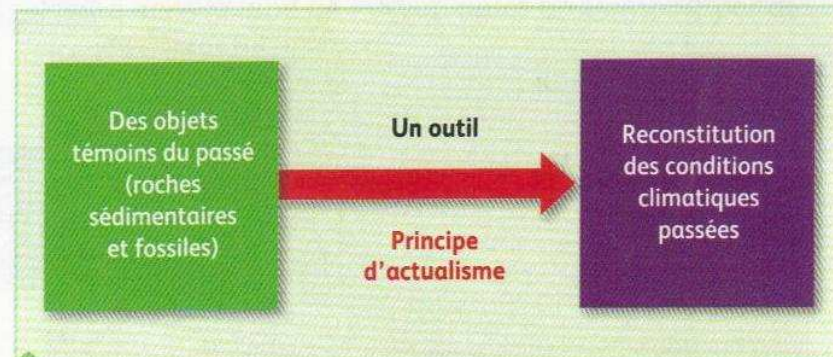 Des objets
témoins du passé
(roches
sédimentaires
et fossiles)
Un outil
Principe
d'actualisme
Reconstitution
des conditions
climatiques
passées